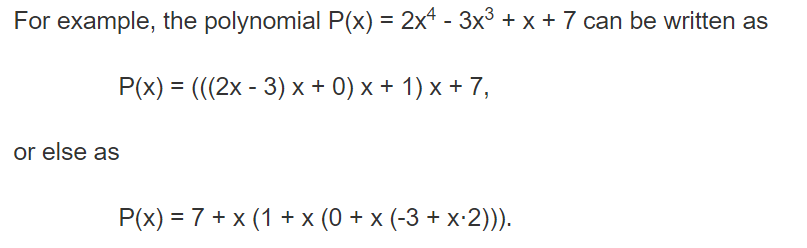 For example, the polynomial P(x) = 2x⁴ - 3x³ + x + 7 can be written as
P(x) = (((2x - 3) x + 0) x + 1) x + 7,
or else as
P(x) = 7 + x (1 + x (0 + x (-3 + x·2))).